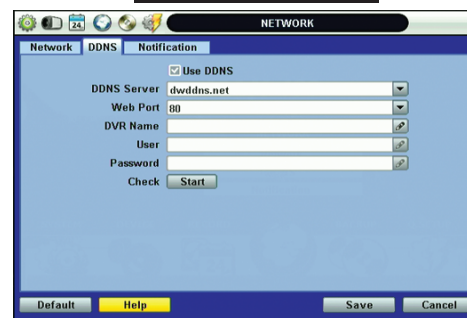 24
NETWORK
Network DDNS Notification
Use DDNS
DDNS Server dwddns.net
Web Port 80
DVR Name
User
Password
Check Start
Default Help Save Cancel